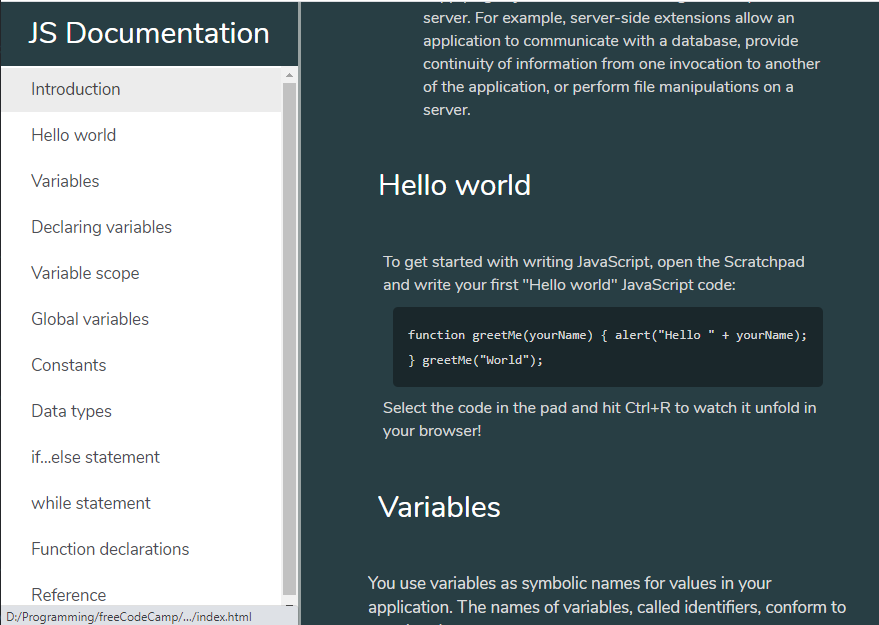 JS Documentation
Introduction
Hello world
Variables
Declaring variables
Variable scope
Global variables
Constants
Data types
if...else statement
while statement
Function declarations
Reference
D:/Programming/freeCodeCamp/.../index.html
server. For example, server-side extensions allow an
application to communicate with a database, provide
continuity of information from one invocation to another
of the application, or perform file manipulations on a
server.
Hello world
To get started with writing JavaScript, open the Scratchpad
and write your first "Hello world" JavaScript code:
function greetMe(yourName) { alert("Hello " + yourName);
} greetMe("World");
Select the code in the pad and hit Ctrl+R to watch it unfold in
your browser!
Variables
You use variables as symbolic names for values in your
application. The names of variables, called identifiers, conform to